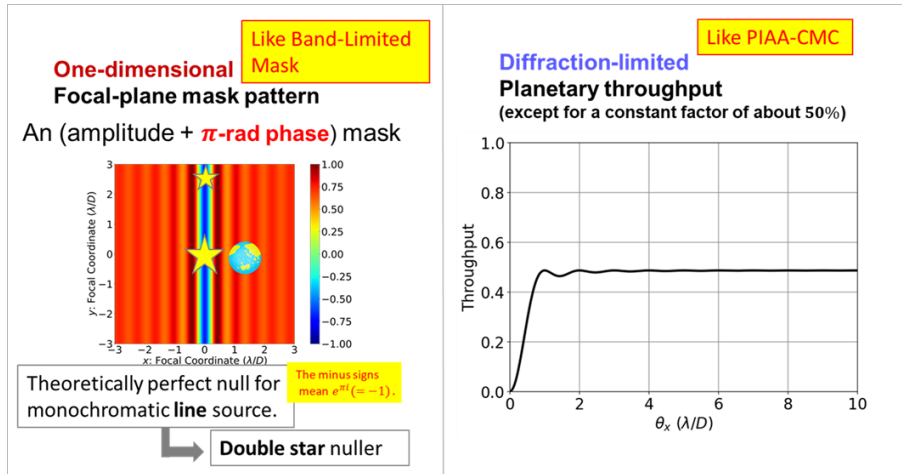 Like Band-Limited
Mask
One-dimensional
Focal-plane mask pattern
An (amplitude + π-rad phase) mask
3
2
1
0
−1
−2
−3
y: Focal Coordinate (λ/D)
−3 −2 −1 0 1 2 3
x: Focal Coordinate (λ/D)
1.00
0.75
0.50
0.25
0.00
−0.25
−0.50
−0.75
−1.00
Theoretically perfect null for
monochromatic line source.
The minus signs
mean e^{πi}(= −1).
Double star nuller
Like PIAA-CMC
Diffraction-limited
Planetary throughput
(except for a constant factor of about 50%)
1.0
0.8
0.6
0.4
0.2
0.0
Throughput
0 2 4 6 8 10
θ_x (λ/D)